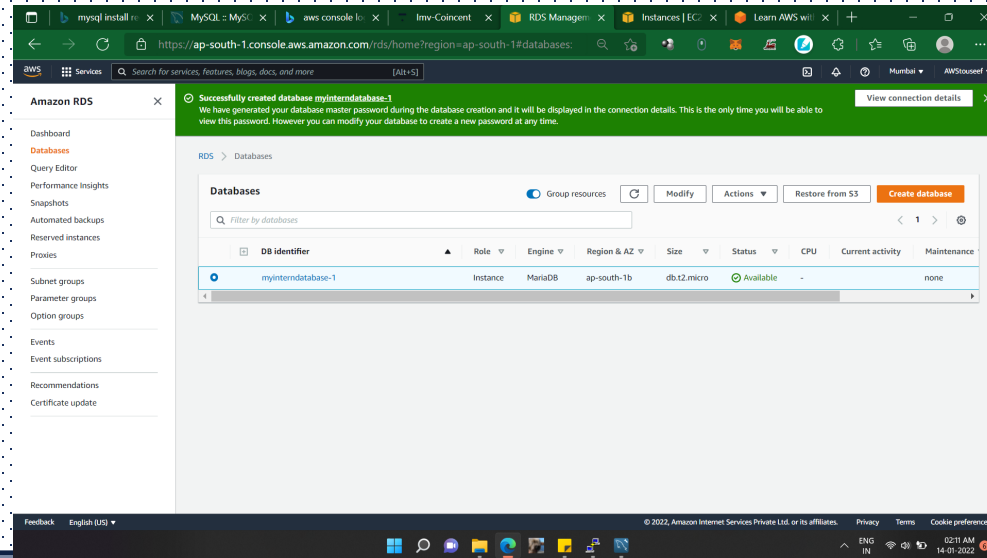 mysql install re
MySQL :: MySC
aws console lo
Imv-Coincent
RDS Managem
Instances | EC2
Learn AWS wit
https://ap-south-1.console.aws.amazon.com/rds/home?region=ap-south-1#databases:
aws
Services
Search for services, features, blogs, docs, and more
[Alt+S]
Mumbai
AWStouseef
Amazon RDS
Dashboard
Databases
Query Editor
Performance Insights
Snapshots
Automated backups
Reserved instances
Proxies
Subnet groups
Parameter groups
Option groups
Events
Event subscriptions
Recommendations
Certificate update
Successfully created database myinterndatabase-1
We have generated your database master password during the database creation and it will be displayed in the connection details. This is the only time you will be able to
view this password. However you can modify your database to create a new password at any time.
View connection details
RDS > Databases
Databases
Group resources
Modify
Actions
Restore from S3
Create database
Filter by databases
1
DB identifier Role Engine Region & AZ Size Status CPU Current activity Maintenance
myinterndatabase-1 Instance MariaDB ap-south-1b db.t2.micro Available - none
Feedback English (US)
© 2022, Amazon Internet Services Private Ltd. or its affiliates. Privacy Terms Cookie preference
ENG
IN
02:11 AM
14-01-2022
6